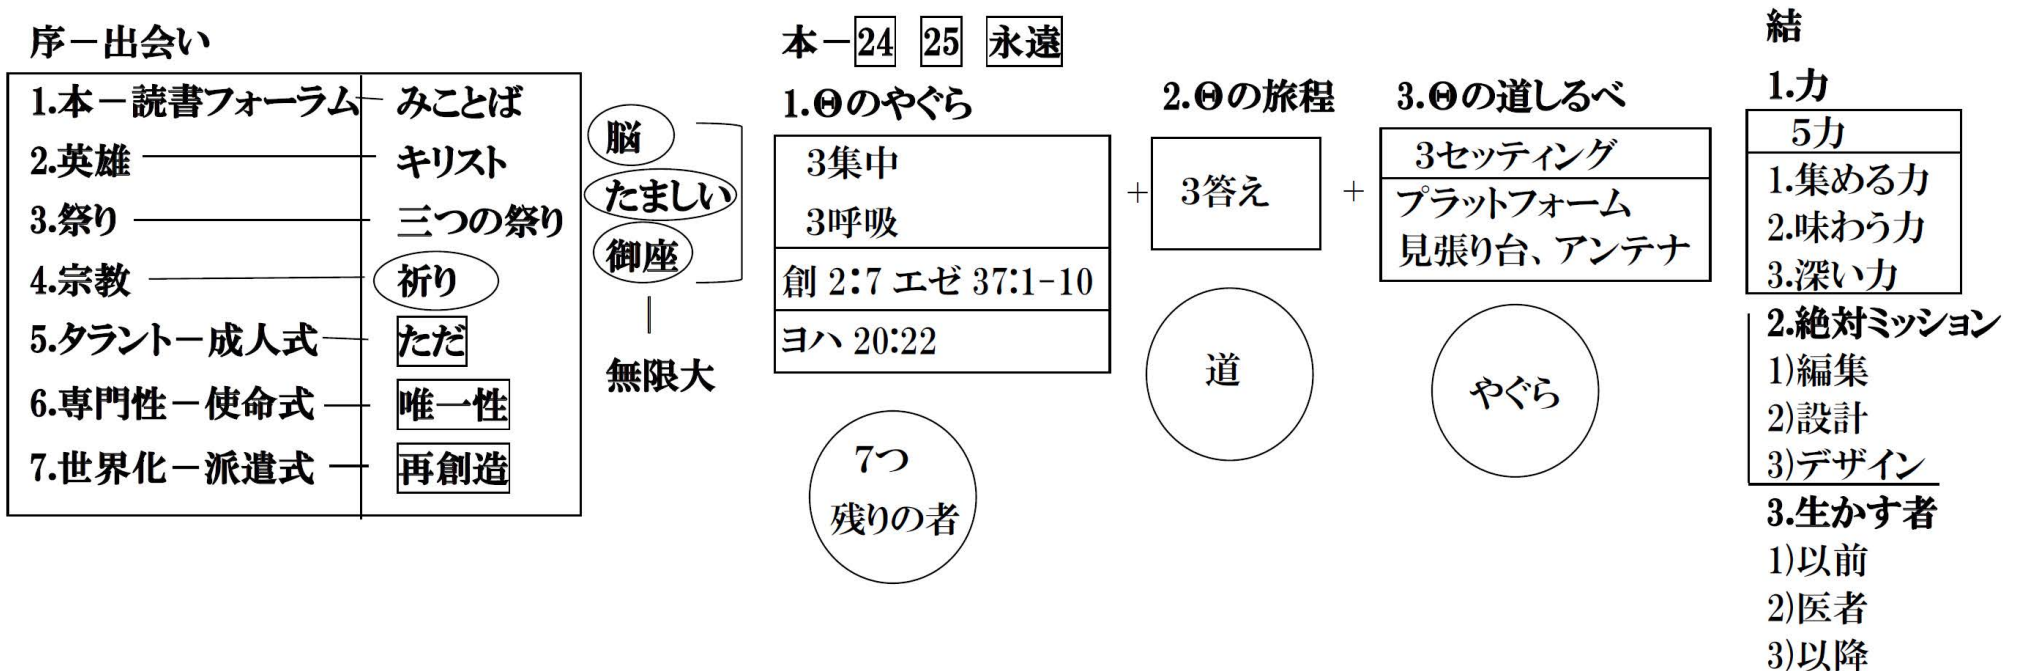 序－出会い
1.本－読書フォーラム みことば
2.英雄 キリスト
3.祭り 三つの祭り
4.宗教 祈り
5.タラント－成人式 ただ
6.専門性－使命式 唯一性
7.世界化－派遣式 再創造
脳
たましい
御座
無限大
本－24 25 永遠
1.Θのやぐら
3集中
3呼吸
創 2:7 エゼ 37:1-10
ヨハ 20:22
7つ
残りの者
+
2.Θの旅程
3答え
道
+
3.Θの道しるべ
3セッティング
プラットフォーム
見張り台、アンテナ
やぐら
結
1.力
5力
1.集める力
2.味わう力
3.深い力
2.絶対ミッション
1)編集
2)設計
3)デザイン
3.生かす者
1)以前
2)医者
3)以降